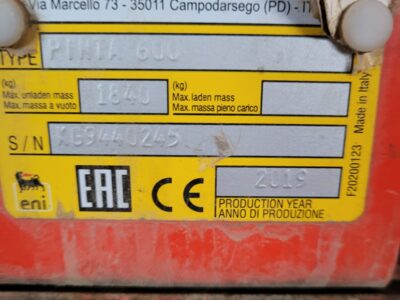 Via Marcello 73 - 35011 Campodarsego (PD) - IT
TYPE PINTA 600
(kg)
Max. unladen mass
Max. massa a vuoto
1840
(kg)
Max. laden mass
Max. massa pieno carico
S/N KG9440245
eni
EAC
CE
2019
PRODUCTION YEAR
ANNO DI PRODUZIONE
F20200123
Made in Italy